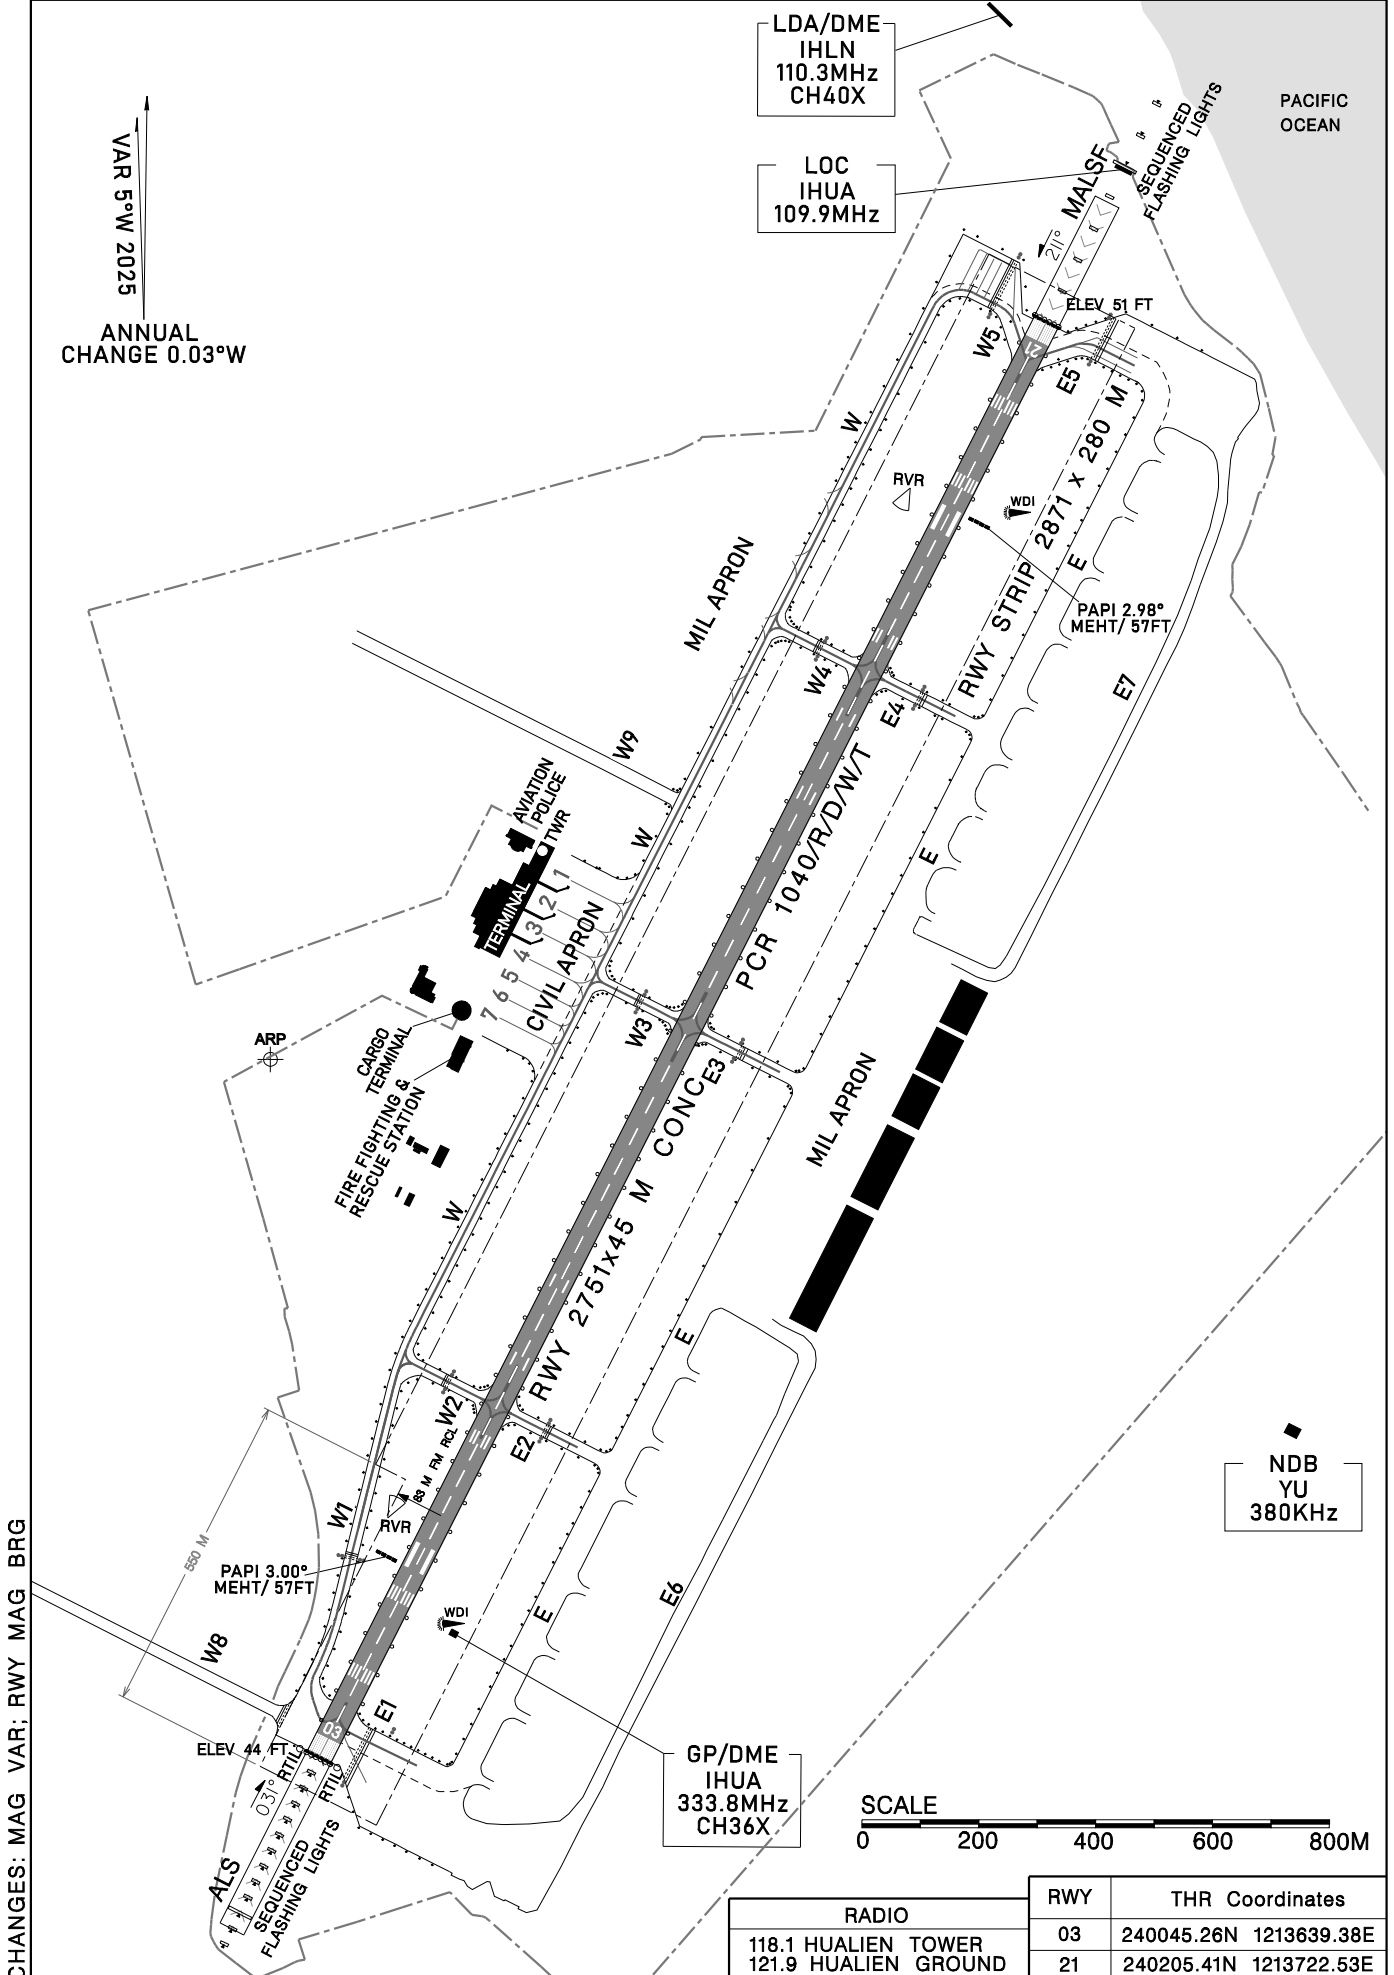 LDA/DME
IHLN
110.3MHz
CH40X
PACIFIC
OCEAN
SEQUENCED
FLASHING LIGHTS
MALSF
LOC
IHUA
109.9MHz
VAR 5°W 2025
ANNUAL
CHANGE 0.03°W
211°
ELEV 51 FT
21
W5
E5
W
RVR
WDI
RWY STRIP 2871 x 280 M
E
PAPI 2.98°
MEHT/ 57FT
MIL APRON
W4
E4
E7
W9
AVIATION
POLICE
TWR
W
TERMINAL
1
2
3
4
5
6
7
CIVIL APRON
E
PCR 1040/R/D/W/T
W3
E3
ARP
CARGO
TERMINAL
FIRE FIGHTING &
RESCUE STATION
MIL APRON
W
RWY 2751x45 M CONC
E
W2
E2
83 M FM RCL
NDB
YU
380KHz
W1
RVR
550 M
PAPI 3.00°
MEHT/ 57FT
WDI
E
E6
W8
E1
03
ELEV 44 FT
RTIL
RTIL
031°
GP/DME
IHUA
333.8MHz
CH36X
ALS
SEQUENCED
FLASHING LIGHTS
SCALE
0 200 400 600 800M
RADIO
118.1 HUALIEN TOWER
121.9 HUALIEN GROUND
RWY THR Coordinates
03 240045.26N 1213639.38E
21 240205.41N 1213722.53E
CHANGES: MAG VAR; RWY MAG BRG